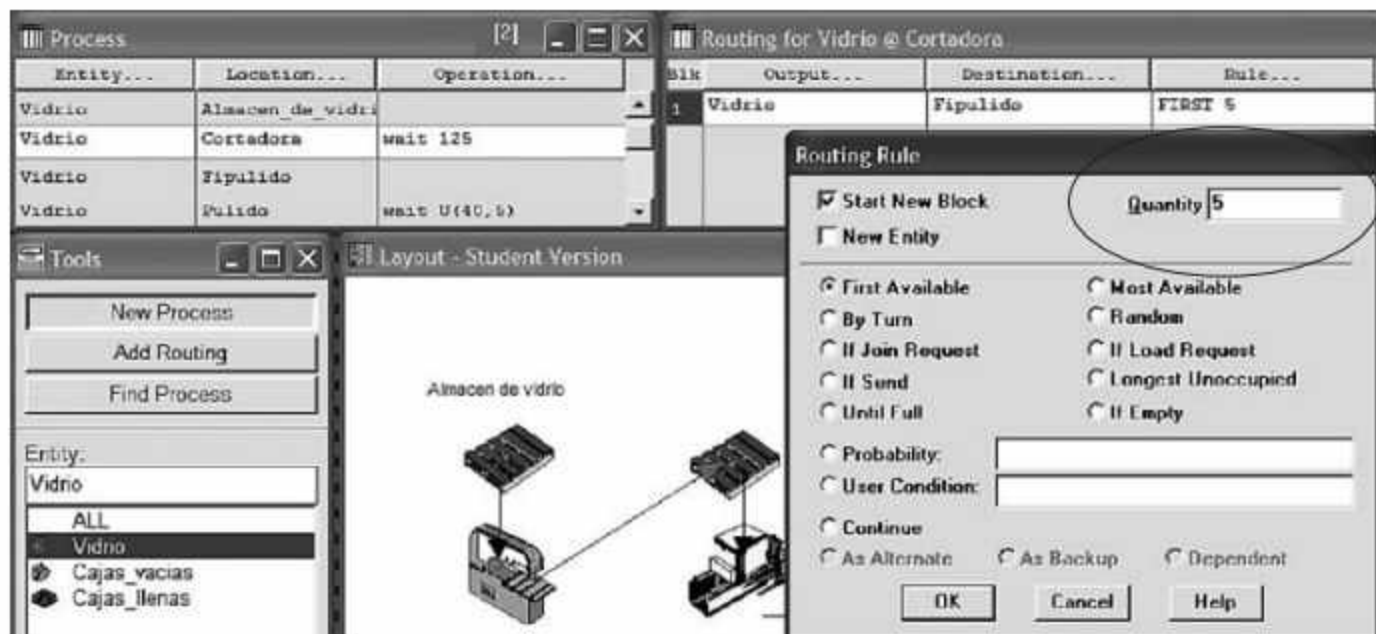 Process [2]
Entity... Location... Operation...
Vidrio Almacen_de_vidri
Vidrio Cortadora wait 125
Vidrio Fipulido
Vidrio Pulido wait U(40,5)
Routing for Vidrio @ Cortadora
Blk Output... Destination... Rule...
1 Vidrio Fipulido FIRST 5
Routing Rule
Start New Block Quantity 5
New Entity
First Available Most Available
By Turn Random
If Join Request If Load Request
If Send Longest Unoccupied
Until Full If Empty
Probability:
User Condition:
Continue
As Alternate As Backup Dependent
OK Cancel Help
Tools
New Process
Add Routing
Find Process
Entity:
Vidrio
ALL
Vidrio
Cajas_vacias
Cajas_llenas
Layout - Student Version
Almacen de vidrio